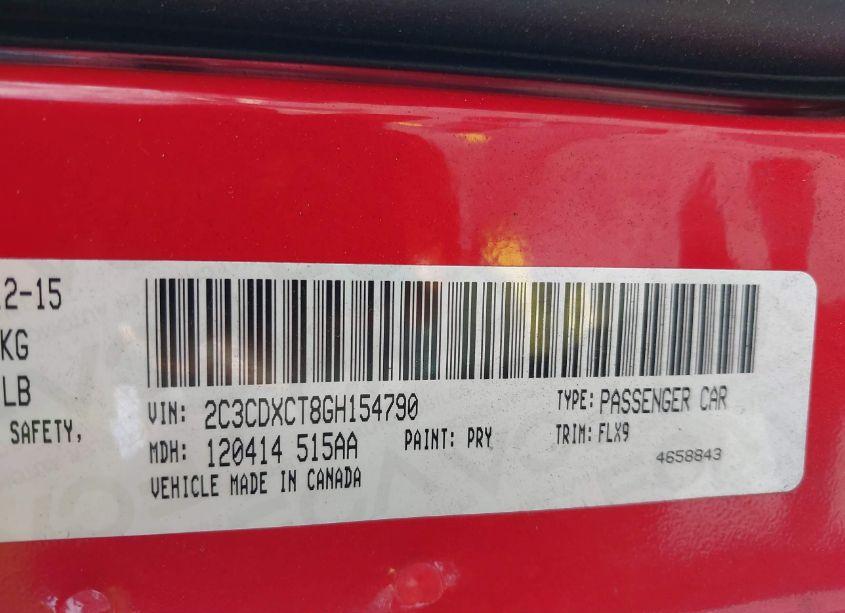 12-15
KG
LB
SAFETY,
VIN: 2C3CDXCT8GH154790 TYPE: PASSENGER CAR
MDH: 120414 515AA PAINT: PRY TRIM: FLX9
VEHICLE MADE IN CANADA 4658843